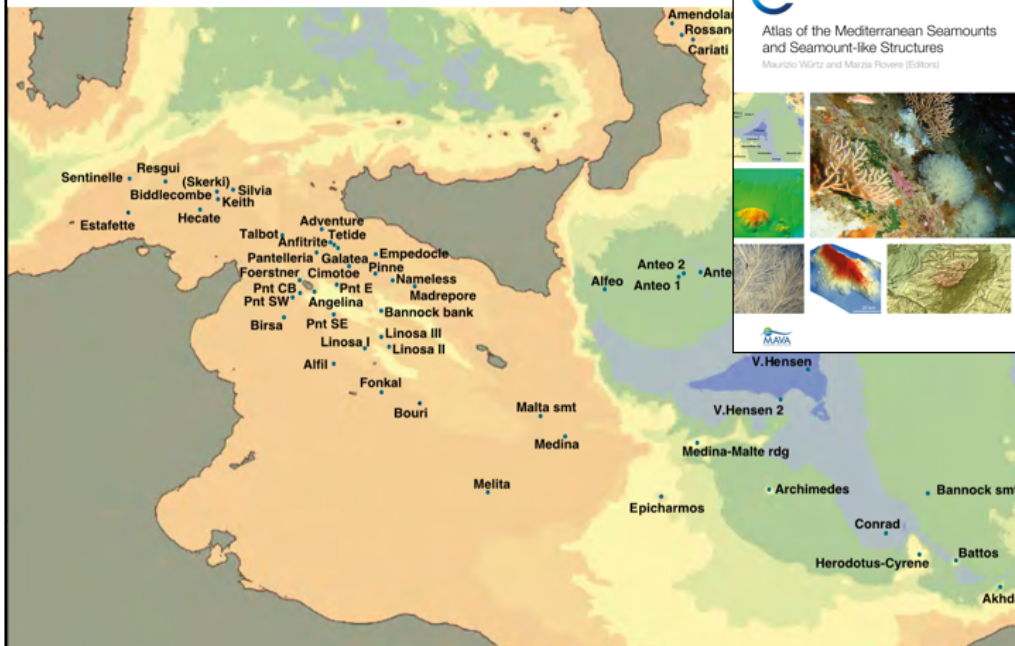 Amendolar
Rossano
Cariati
Atlas of the Mediterranean Seamounts
and Seamount-like Structures
Maurizio Würtz and Marzia Rovere (Editors)
MAVA
Resgui
Sentinelle
(Skerki)
Silvia
Biddlecombe
Keith
Hecate
Estafette
Adventure
Talbot
Tetide
Anfitrite
Pantelleria
Galatea
Empedocle
Foerstner
Cimotoe
Pinne
Nameless
Pnt CB
Pnt E
Madrepore
Pnt SW
Angelina
Bannock bank
Birsa
Pnt SE
Linosa III
Linosa I
Linosa II
Alfil
Fonkal
Bouri
Malta smt
Medina
Melita
Alfeo
Anteo 2
Ante
Anteo 1
V.Hensen
V.Hensen 2
Medina-Malte rdg
Archimedes
Epicharmos
Bannock smt
Conrad
Herodotus-Cyrene
Battos
Akhd